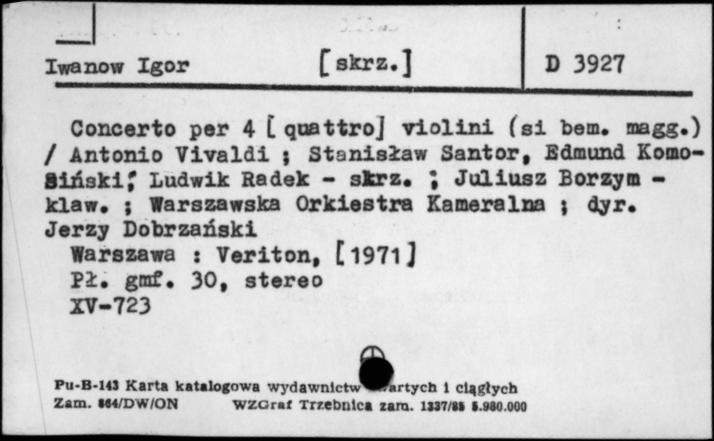 Iwanow Igor [skrz.] D 3927
Concerto per 4 [quattro] violini (si bem. magg.)
/ Antonio Vivaldi ; Stanisław Santor, Edmund Komo-
siński, Ludwik Radek - skrz. ; Juliusz Borzym -
klaw. ; Warszawska Orkiestra Kameralna ; dyr.
Jerzy Dobrzański
Warszawa : Veriton, [1971]
Pł. gmf. 30, stereo
XV-723
Pu-B-143 Karta katalogowa wydawnictw i ciągłych
Zam. 864/DW/ON WZGraf Trzebnica zam. 1337/85 5.980.000